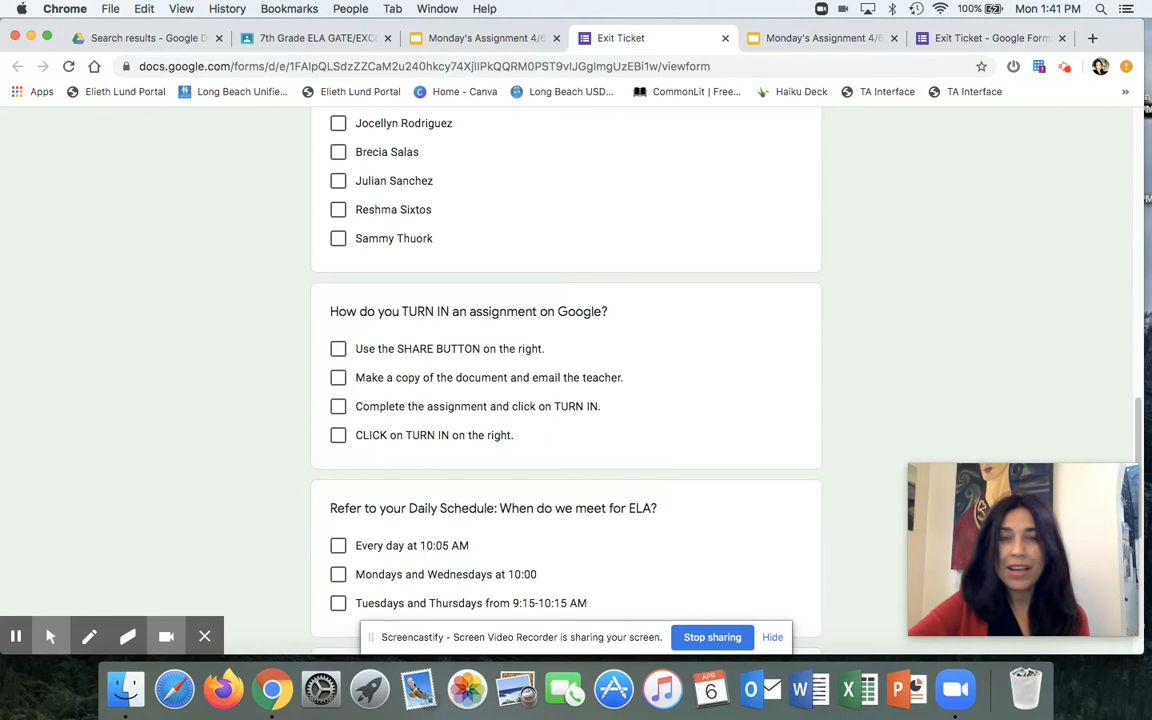 Chrome File Edit View History Bookmarks People Tab Window Help 100% Mon 1:41 PM
Search results - Google D 7th Grade ELA GATE/EXC Monday's Assignment 4/6 Exit Ticket Monday's Assignment 4/6 Exit Ticket - Google Form
docs.google.com/forms/d/e/1FAIpQLSdzZZCaM2u240hkcy74XjIIPkQQRM0PST9vIJGglmgUzEBi1w/viewform
Apps Elieth Lund Portal Long Beach Unifie... Elieth Lund Portal Home - Canva Long Beach USD... CommonLit | Free... Haiku Deck TA Interface TA Interface »
Jocellyn Rodriguez
Brecia Salas
Julian Sanchez
Reshma Sixtos
Sammy Thuork
How do you TURN IN an assignment on Google?
Use the SHARE BUTTON on the right.
Make a copy of the document and email the teacher.
Complete the assignment and click on TURN IN.
CLICK on TURN IN on the right.
Refer to your Daily Schedule: When do we meet for ELA?
Every day at 10:05 AM
Mondays and Wednesdays at 10:00
Tuesdays and Thursdays from 9:15-10:15 AM
Screencastify - Screen Video Recorder is sharing your screen. Stop sharing Hide
APR
6